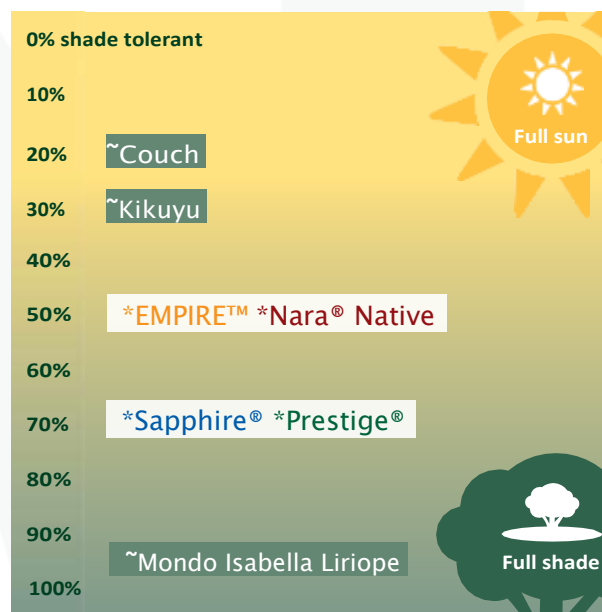 0% shade tolerant
10%
Full sun
20% ~Couch
30% ~Kikuyu
40%
50% *EMPIRE™ *Nara® Native
60%
70% *Sapphire® *Prestige®
80%
90%
~Mondo Isabella Liriope Full shade
100%